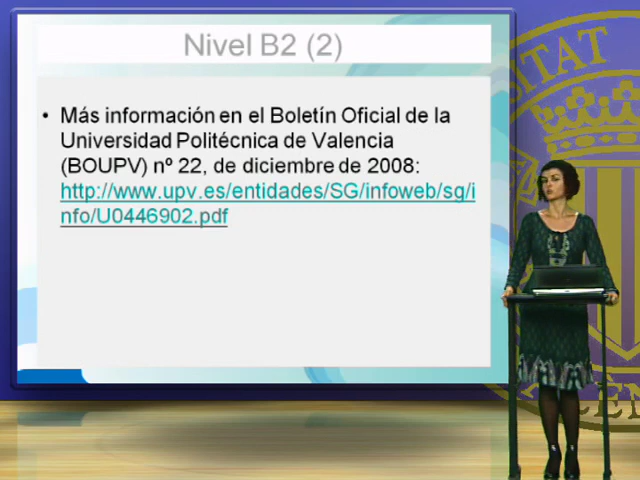 Nivel B2 (2)
• Más información en el Boletín Oficial de la
Universidad Politécnica de Valencia
(BOUPV) nº 22, de diciembre de 2008:
http://www.upv.es/entidades/SG/infoweb/sg/i
nfo/U0446902.pdf